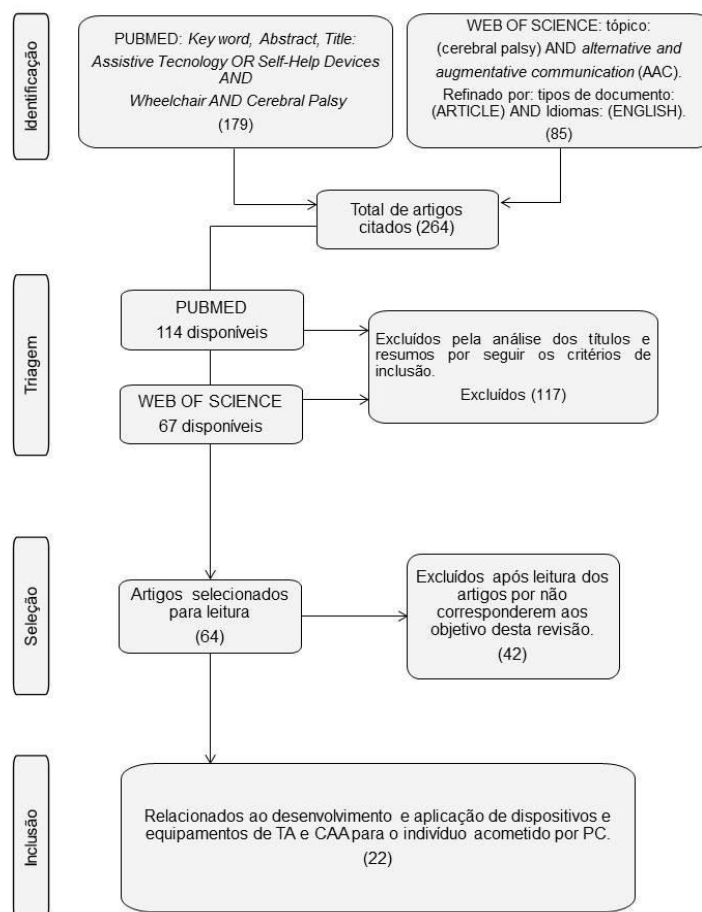 Identificação
PUBMED: Key word, Abstract, Title:
Assistive Tecnology OR Self-Help Devices
AND
Wheelchair AND Cerebral Palsy
(179)
WEB OF SCIENCE: tópico:
(cerebral palsy) AND alternative and
augmentative communication (AAC).
Refinado por: tipos de documento:
(ARTICLE) AND Idiomas: (ENGLISH).
(85)
Total de artigos
citados (264)
Triagem
PUBMED
114 disponíveis
WEB OF SCIENCE
67 disponíveis
Excluídos pela análise dos títulos e
resumos por seguir os critérios de
inclusão.
Excluídos (117)
Seleção
Artigos selecionados
para leitura
(64)
Excluídos após leitura dos
artigos por não
corresponderem aos
objetivo desta revisão.
(42)
Inclusão
Relacionados ao desenvolvimento e aplicação de dispositivos e
equipamentos de TA e CAA para o indivíduo acometido por PC.
(22)